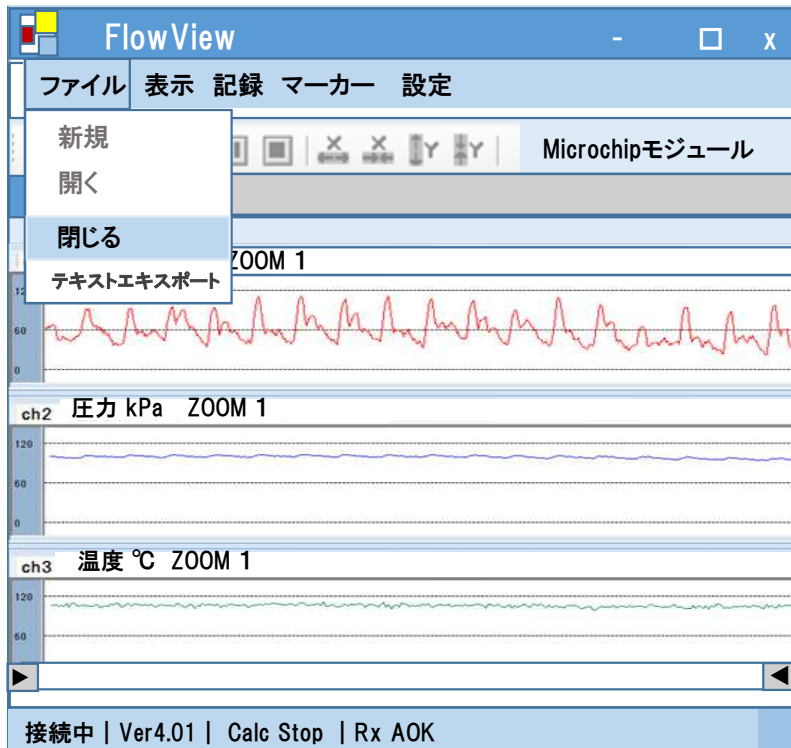 FlowView - □ x
ファイル 表示 記録 マーカー 設定
新規
開く
閉じる
テキストエキスポート
X X Y Y Microchipモジュール
ZOOM 1
60
0
ch2 圧力 kPa ZOOM 1
120
60
0
ch3 温度 ℃ ZOOM 1
120
60
接続中 | Ver4.01 | Calc Stop | Rx AOK